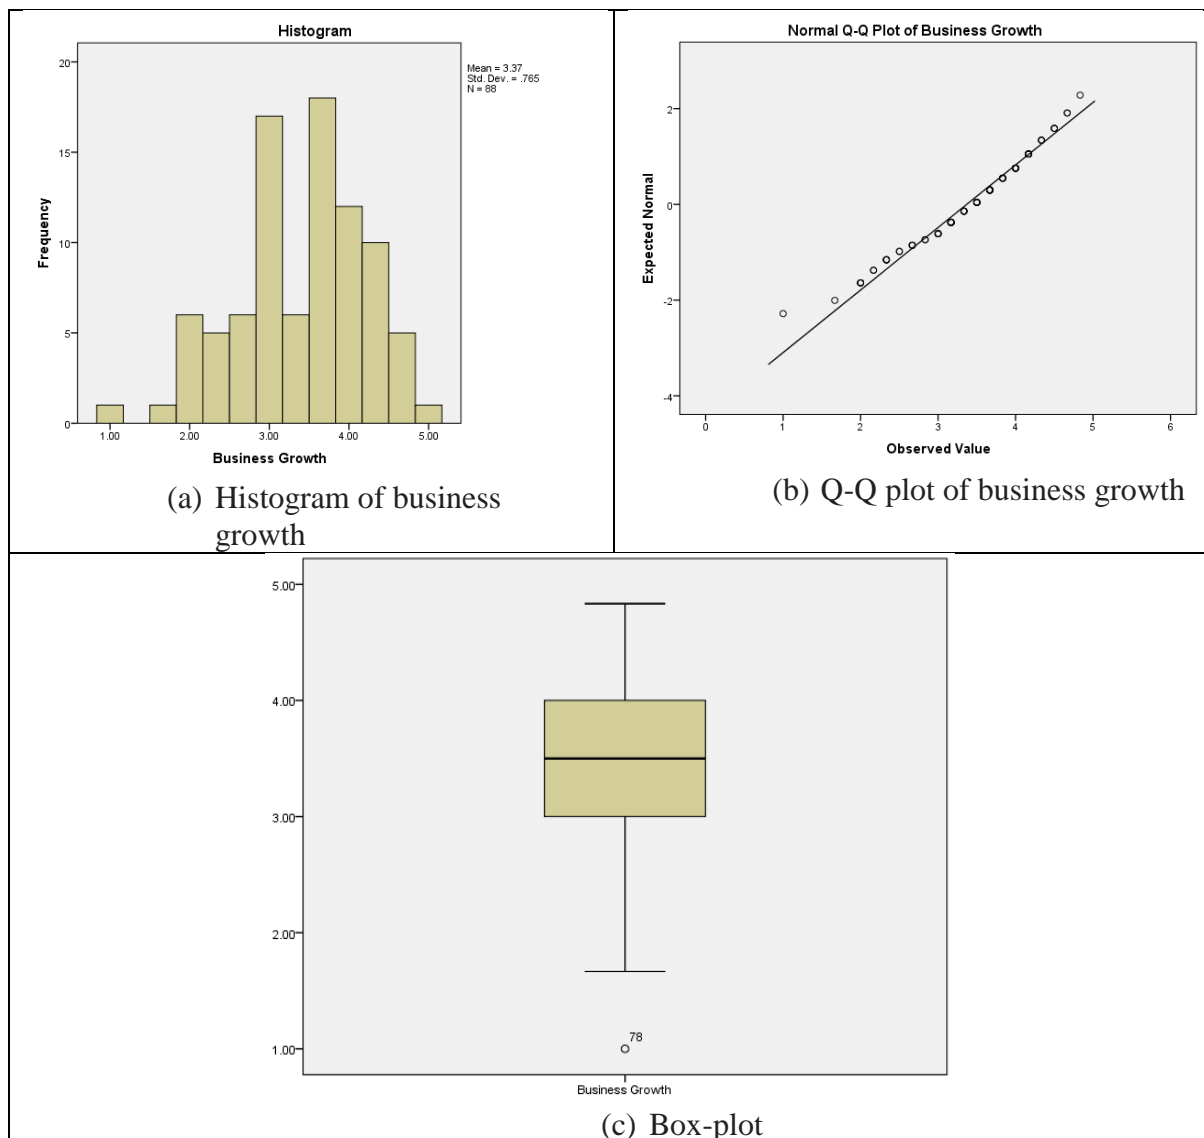 Histogram
Mean = 3.37
Std. Dev. = .765
N = 88
20
15
10
5
0
Frequency
1.00 2.00 3.00 4.00 5.00
Business Growth
(a) Histogram of business
growth
Normal Q-Q Plot of Business Growth
2
0
-2
-4
Expected Normal
0 1 2 3 4 5 6
Observed Value
(b) Q-Q plot of business growth
5.00
4.00
3.00
2.00
1.00
78
Business Growth
(c) Box-plot